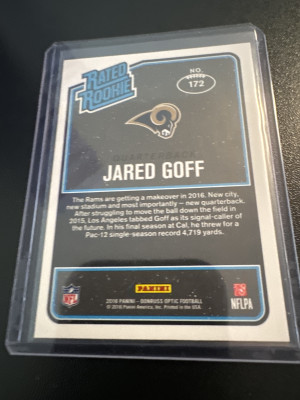 RATED
ROOKIE
NO.
172
QUARTERBACK
JARED GOFF
The Rams are getting a makeover in 2016. New city,
new stadium and most importantly – new quarterback.
After struggling to move the ball down the field in
2015, Los Angeles tabbed Goff as its signal-caller of
the future. In his final season at Cal, he threw for a
Pac-12 single-season record 4,719 yards.
NFL
PANINI
NFLPA
2016 PANINI - DONRUSS OPTIC FOOTBALL
© 2016 Panini America, Inc. Printed in the USA.